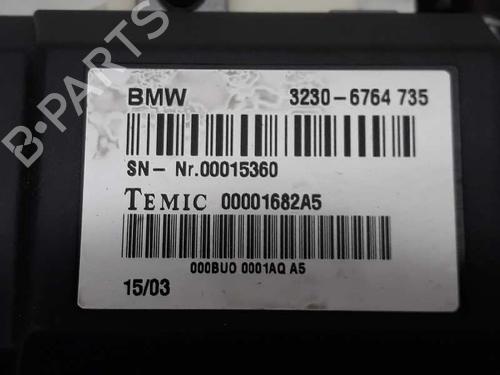 BMW 3230-6764 735
SN- Nr.00015360
TEMIC 00001682A5
000BU0 0001AQ A5
15/03
B-PARTS